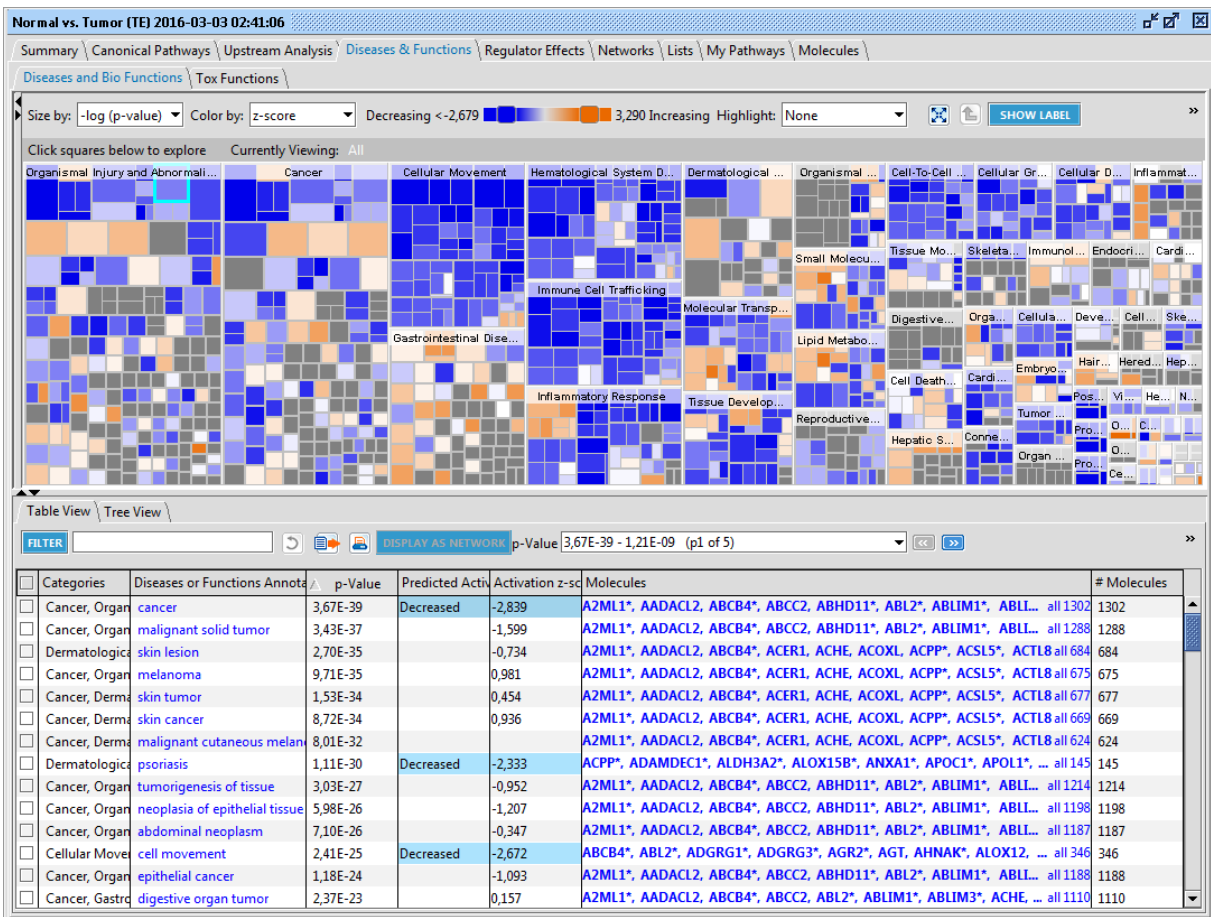 Normal vs. Tumor (TE) 2016-03-03 02:41:06
Summary Canonical Pathways Upstream Analysis Diseases & Functions Regulator Effects Networks Lists My Pathways Molecules
Diseases and Bio Functions Tox Functions
Size by: -log (p-value) Color by: z-score Decreasing <-2,679 3,290 Increasing Highlight: None SHOW LABEL »
Click squares below to explore Currently Viewing: All
Organismal Injury and Abnormali... Cancer Cellular Movement Hematological System D... Dermatological ... Organismal ... Cell-To-Cell ... Cellular Gr... Cellular D... Inflammat...
Tissue Mo... Skeleta... Immunol... Endocri... Cardi...
Small Molecu...
Immune Cell Trafficking
Molecular Transp...
Digestive... Orga... Cellula... Deve... Cell... Ske...
Gastrointestinal Dise... Lipid Metabo...
Hair... Hered... Hep...
Embryo...
Cell Death... Cardi...
Inflammatory Response Tissue Develop... Pos... Vi... He... N...
Reproductive... Tumor ...
Pro... O... C...
Hepatic S... Conne...
Organ ... O...
Pro... Ce...
Table View Tree View
FILTER DISPLAY AS NETWORK p-Value 3,67E-39 - 1,21E-09 (p1 of 5) << >> »
Categories Diseases or Functions Annota p-Value Predicted Activ Activation z-sc Molecules # Molecules
Cancer, Organ cancer 3,67E-39 Decreased -2,839 A2ML1*, AADACL2, ABCB4*, ABCC2, ABHD11*, ABL2*, ABLIM1*, ABLI... all 1302 1302
Cancer, Organ malignant solid tumor 3,43E-37 -1,599 A2ML1*, AADACL2, ABCB4*, ABCC2, ABHD11*, ABL2*, ABLIM1*, ABLI... all 1288 1288
Dermatologica skin lesion 2,70E-35 -0,734 A2ML1*, AADACL2, ABCB4*, ACER1, ACHE, ACOXL, ACPP*, ACSL5*, ACTL8 all 684 684
Cancer, Organ melanoma 9,71E-35 0,981 A2ML1*, AADACL2, ABCB4*, ACER1, ACHE, ACOXL, ACPP*, ACSL5*, ACTL8 all 675 675
Cancer, Derma skin tumor 1,53E-34 0,454 A2ML1*, AADACL2, ABCB4*, ACER1, ACHE, ACOXL, ACPP*, ACSL5*, ACTL8 all 677 677
Cancer, Derma skin cancer 8,72E-34 0,936 A2ML1*, AADACL2, ABCB4*, ACER1, ACHE, ACOXL, ACPP*, ACSL5*, ACTL8 all 669 669
Cancer, Derma malignant cutaneous melan 8,01E-32 A2ML1*, AADACL2, ABCB4*, ACER1, ACHE, ACOXL, ACPP*, ACSL5*, ACTL8 all 624 624
Dermatologica psoriasis 1,11E-30 Decreased -2,333 ACPP*, ADAMDEC1*, ALDH3A2*, ALOX15B*, ANXA1*, APOC1*, APOL1*, ... all 145 145
Cancer, Organ tumorigenesis of tissue 3,03E-27 -0,952 A2ML1*, AADACL2, ABCB4*, ABCC2, ABHD11*, ABL2*, ABLIM1*, ABLI... all 1214 1214
Cancer, Organ neoplasia of epithelial tissue 5,98E-26 -1,207 A2ML1*, AADACL2, ABCB4*, ABCC2, ABHD11*, ABL2*, ABLIM1*, ABLI... all 1198 1198
Cancer, Organ abdominal neoplasm 7,10E-26 -0,347 A2ML1*, AADACL2, ABCB4*, ABCC2, ABHD11*, ABL2*, ABLIM1*, ABLI... all 1187 1187
Cellular Mover cell movement 2,41E-25 Decreased -2,672 ABCB4*, ABL2*, ADGRG1*, ADGRG3*, AGR2*, AGT, AHNAK*, ALOX12, ... all 346 346
Cancer, Organ epithelial cancer 1,18E-24 -1,093 A2ML1*, AADACL2, ABCB4*, ABCC2, ABHD11*, ABL2*, ABLIM1*, ABLI... all 1188 1188
Cancer, Gastro digestive organ tumor 2,37E-23 0,157 A2ML1*, AADACL2, ABCB4*, ABCC2, ABL2*, ABLIM1*, ABLIM3*, ACHE, ... all 1110 1110